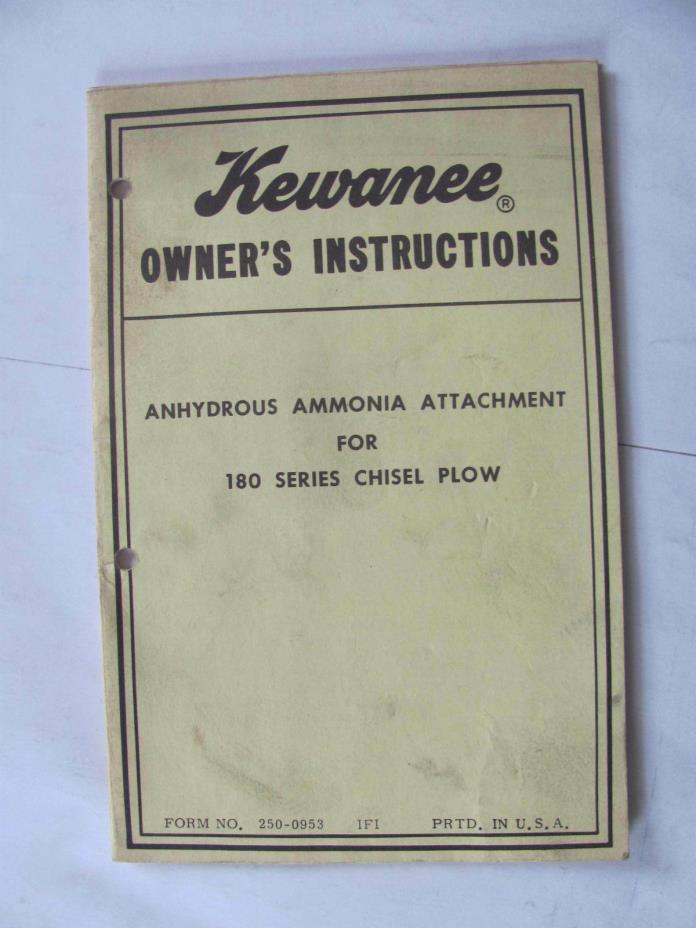 Kewanee®
OWNER'S INSTRUCTIONS
ANHYDROUS AMMONIA ATTACHMENT
FOR
180 SERIES CHISEL PLOW
FORM NO. 250-0953 IFI PRTD. IN U.S.A.